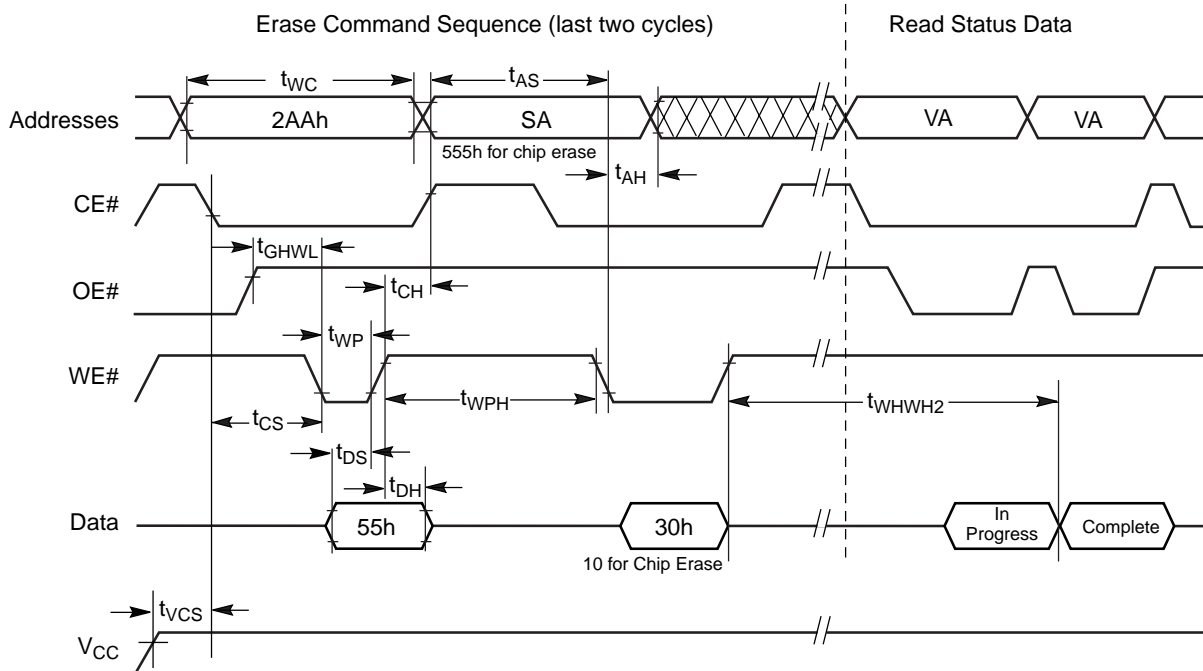 Erase Command Sequence (last two cycles)
Read Status Data
tWC
tAS
Addresses
2AAh
SA
VA
VA
555h for chip erase
tAH
CE#
tGHWL
tCH
OE#
tWP
WE#
tWPH
tWHWH2
tCS
tDS
tDH
Data
55h
30h
In
Progress
Complete
10 for Chip Erase
tVCS
VCC